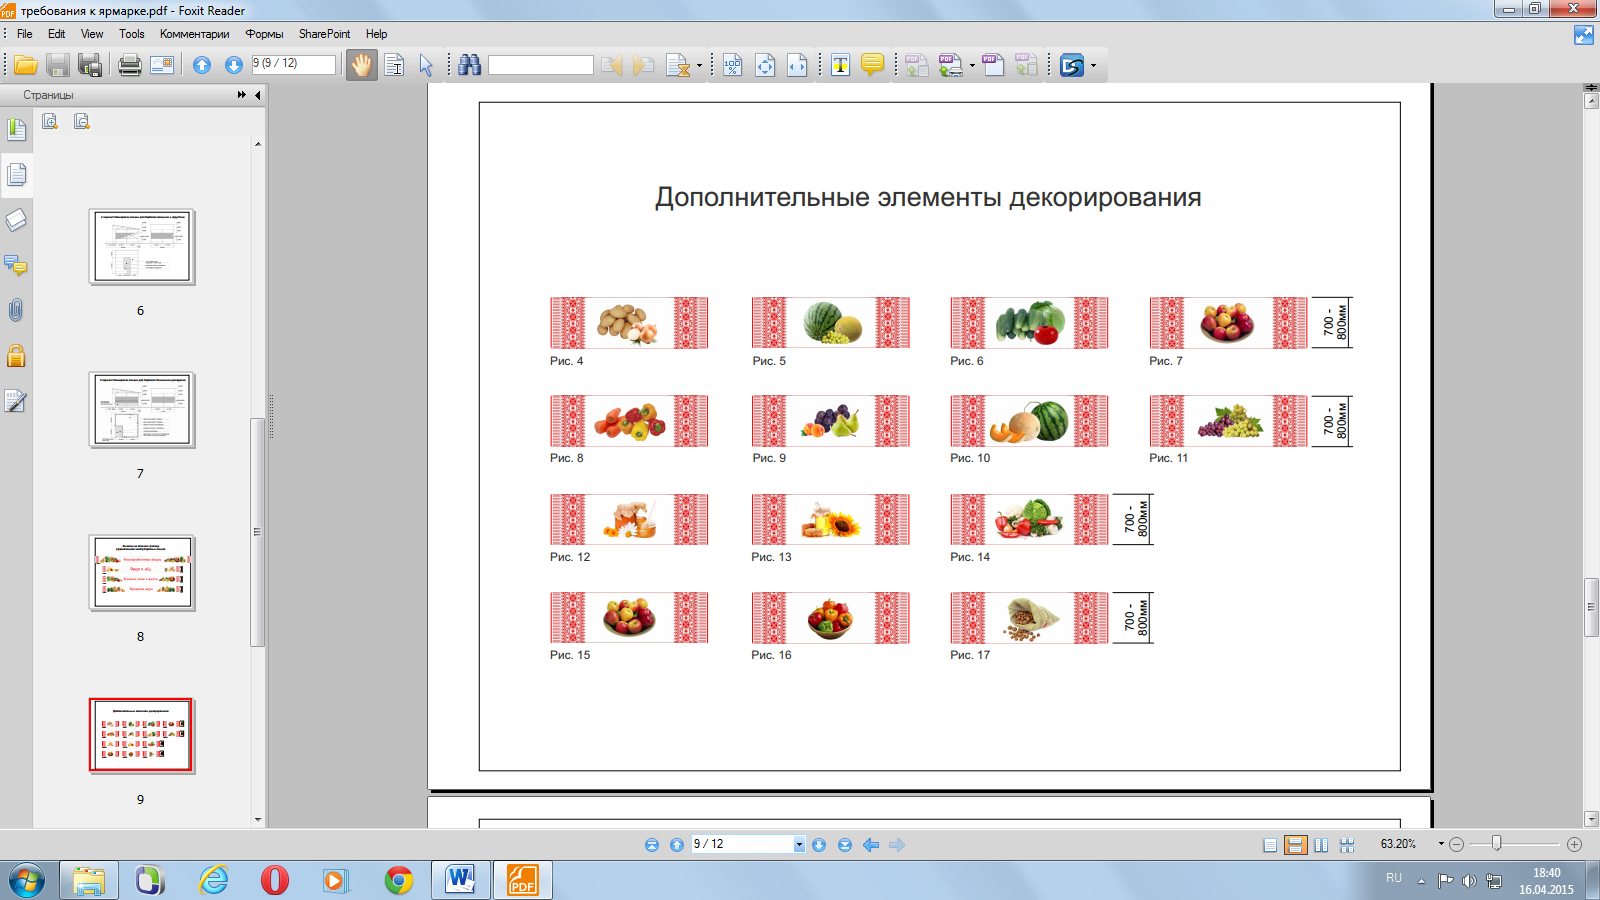 требования к ярмарке.pdf - Foxit Reader
File Edit View Tools Комментарии Формы SharePoint Help
9 (9 / 12)
Страницы
6
7
8
9
Дополнительные элементы декорирования
700 -
800мм
Рис. 4 Рис. 5 Рис. 6 Рис. 7
700 -
800мм
Рис. 8 Рис. 9 Рис. 10 Рис. 11
700 -
800мм
Рис. 12 Рис. 13 Рис. 14
700 -
800мм
Рис. 15 Рис. 16 Рис. 17
9 / 12
63.20%
RU
18:40
16.04.2015